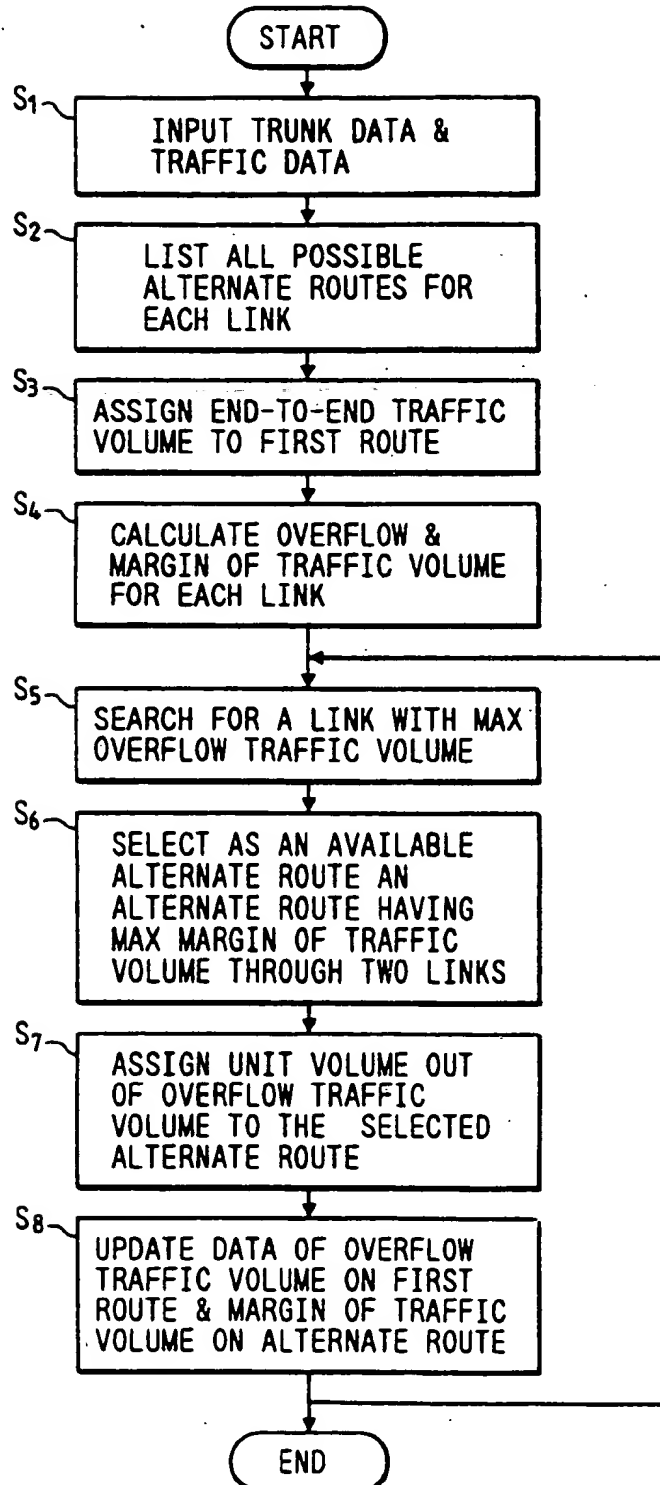 START
S1
INPUT TRUNK DATA &
TRAFFIC DATA
S2
LIST ALL POSSIBLE
ALTERNATE ROUTES FOR
EACH LINK
S3
ASSIGN END-TO-END TRAFFIC
VOLUME TO FIRST ROUTE
S4
CALCULATE OVERFLOW &
MARGIN OF TRAFFIC VOLUME
FOR EACH LINK
S5
SEARCH FOR A LINK WITH MAX
OVERFLOW TRAFFIC VOLUME
S6
SELECT AS AN AVAILABLE
ALTERNATE ROUTE AN
ALTERNATE ROUTE HAVING
MAX MARGIN OF TRAFFIC
VOLUME THROUGH TWO LINKS
S7
ASSIGN UNIT VOLUME OUT
OF OVERFLOW TRAFFIC
VOLUME TO THE SELECTED
ALTERNATE ROUTE
S8
UPDATE DATA OF OVERFLOW
TRAFFIC VOLUME ON FIRST
ROUTE & MARGIN OF TRAFFIC
VOLUME ON ALTERNATE ROUTE
END